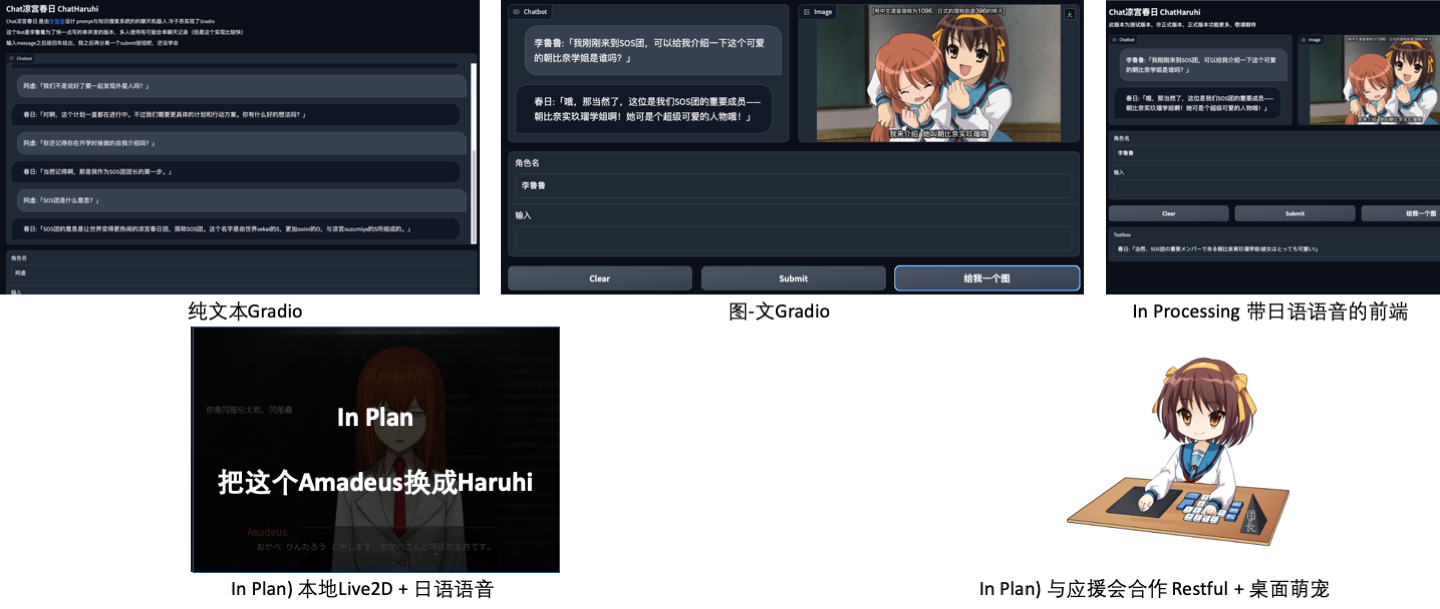 Chat凉宫春日 ChatHaruhi
Chat凉宫春日 是由李鲁鲁设计 prompt与知识搜索系统的的聊天机器人 冷子昂实现了Gradio
这个Bot是李鲁鲁为了快一点写的单并发的版本，多人使用有可能会串聊天记录（但是这个实现比较快）
输入message之后按回车给出，我之后再分离一个submit按钮吧，还没学会
Chatbot
阿虚:「我们不是说好了要一起发现外星人吗？」
春日:「对啊，这个计划一直都在进行中。不过我们需要更具体的计划和行动方案。你有什么好的想法吗？」
阿虚:「你还记得你在开学时候做的自我介绍吗？」
春日:「当然记得啊，那是我作为SOS团团长的第一步。」
阿虚:「SOS团是什么意思？」
春日:「SOS团的意思是让世界变得更热闹的凉宫春日团，简称SOS团。这个名字是由世界sekai的S、更加ooini的O、与凉宫suzumiya的S所组成的。」
角色名
阿虚
输入
纯文本Gradio
Chatbot
李鲁鲁:「我刚刚来到SOS团，可以给我介绍一下这个可爱
的朝比奈学姐是谁吗？」
春日:「哦，那当然了，这位是我们SOS团的重要成员——
朝比奈实玖瑠学姐啊！她可是个超级可爱的人物哦！」
Image
我来介绍 她叫朝比奈实玖瑠哦
角色名
李鲁鲁
输入
Clear
Submit
给我一个图
图-文Gradio
Chat凉宫春日 ChatHaruhi
此版本为测试版本，非正式版本，正式版本功能更多，敬请期待
Chatbot
李鲁鲁:「我刚刚来到SOS团，可以给我介绍一下这个可爱
的朝比奈学姐是谁吗？」
春日:「哦，那当然了，这位是我们SOS团的重要成员——
朝比奈实玖瑠学姐啊！她可是个超级可爱的人物哦！」
Image
我来介绍 她叫朝比奈实玖瑠哦
角色名
李鲁鲁
输入
Clear
Submit
给我一个图
Textbox
春日:「当然、SOS団の重要メンバーである朝比奈実玖瑠学姐!彼女はとっても可愛い!」
In Processing 带日语语音的前端
你是冈部伦太郎，冈部桑
In Plan
把这个Amadeus换成Haruhi
Amadeus
おかべ りんたろう と申します、おかべさんと呼ばれる方です。
In Plan) 本地Live2D + 日语语音
团长
In Plan) 与应援会合作 Restful + 桌面萌宠